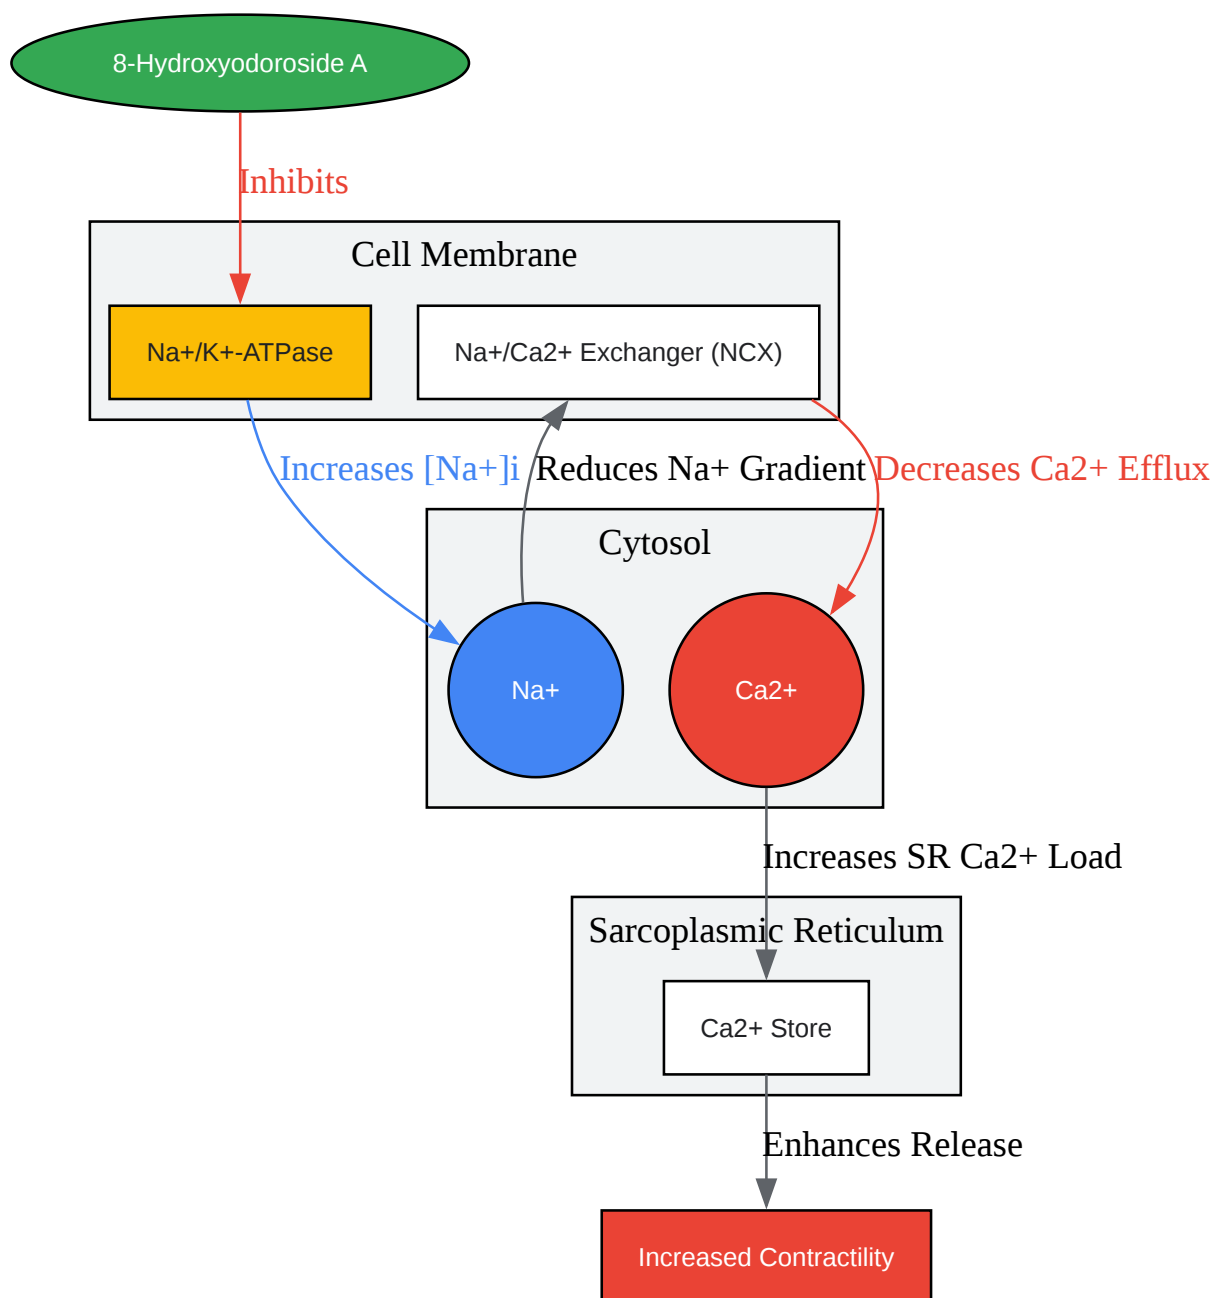 8-Hydroxyodoroside A
Inhibits
Cell Membrane
Na+/K+-ATPase
Na+/Ca2+ Exchanger (NCX)
Increases [Na+]i
Reduces Na+ Gradient
Decreases Ca2+ Efflux
Cytosol
Na+
Ca2+
Increases SR Ca2+ Load
Sarcoplasmic Reticulum
Ca2+ Store
Enhances Release
Increased Contractility